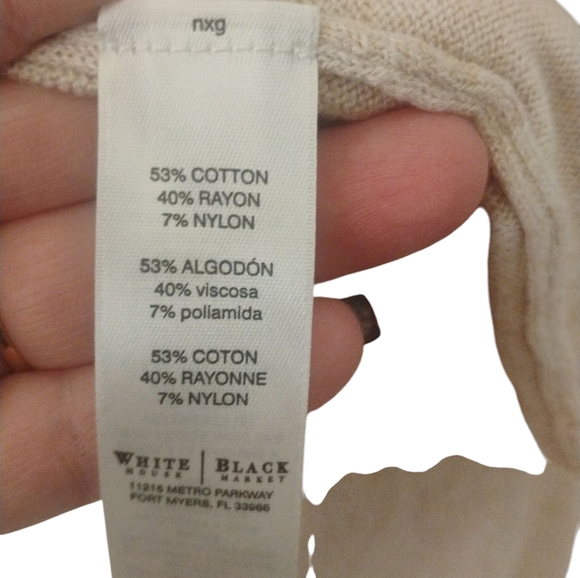 nxg
53% COTTON
40% RAYON
7% NYLON
53% ALGODÓN
40% viscosa
7% poliamida
53% COTON
40% RAYONNE
7% NYLON
WHITE HOUSE | BLACK MARKET
11215 METRO PARKWAY
FORT MYERS, FL 33966